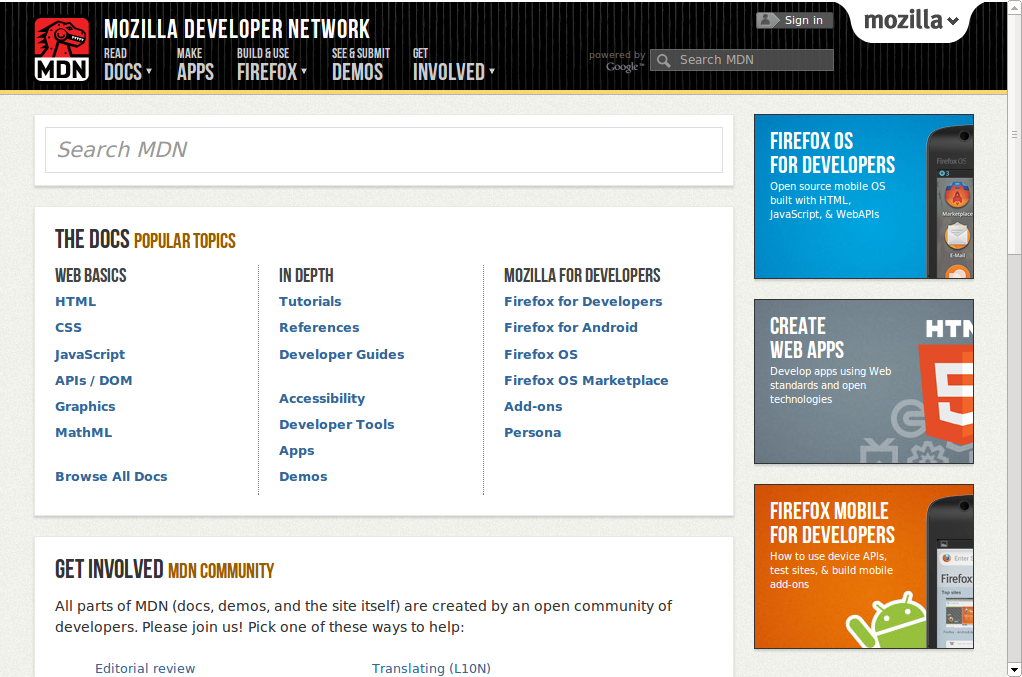 MOZILLA DEVELOPER NETWORK
Sign in
mozilla
MDN
READ
DOCS
MAKE
APPS
BUILD & USE
FIREFOX
SEE & SUBMIT
DEMOS
GET
INVOLVED
powered by
Google™
Search MDN
Search MDN
THE DOCS POPULAR TOPICS
WEB BASICS
HTML
CSS
JavaScript
APIs / DOM
Graphics
MathML
Browse All Docs
IN DEPTH
Tutorials
References
Developer Guides
Accessibility
Developer Tools
Apps
Demos
MOZILLA FOR DEVELOPERS
Firefox for Developers
Firefox for Android
Firefox OS
Firefox OS Marketplace
Add-ons
Persona
GET INVOLVED MDN COMMUNITY
All parts of MDN (docs, demos, and the site itself) are created by an open community of
developers. Please join us! Pick one of these ways to help:
Editorial review
Translating (L10N)
FIREFOX OS
FOR DEVELOPERS
Open source mobile OS
built with HTML,
JavaScript, & WebAPIs
Firefox OS
3
Marketplace
E-Mail
CREATE
WEB APPS
Develop apps using Web
standards and open
technologies
HTM
5
FIREFOX MOBILE
FOR DEVELOPERS
How to use device APIs,
test sites, & build mobile
add-ons
Enter
Firefox
Top sites